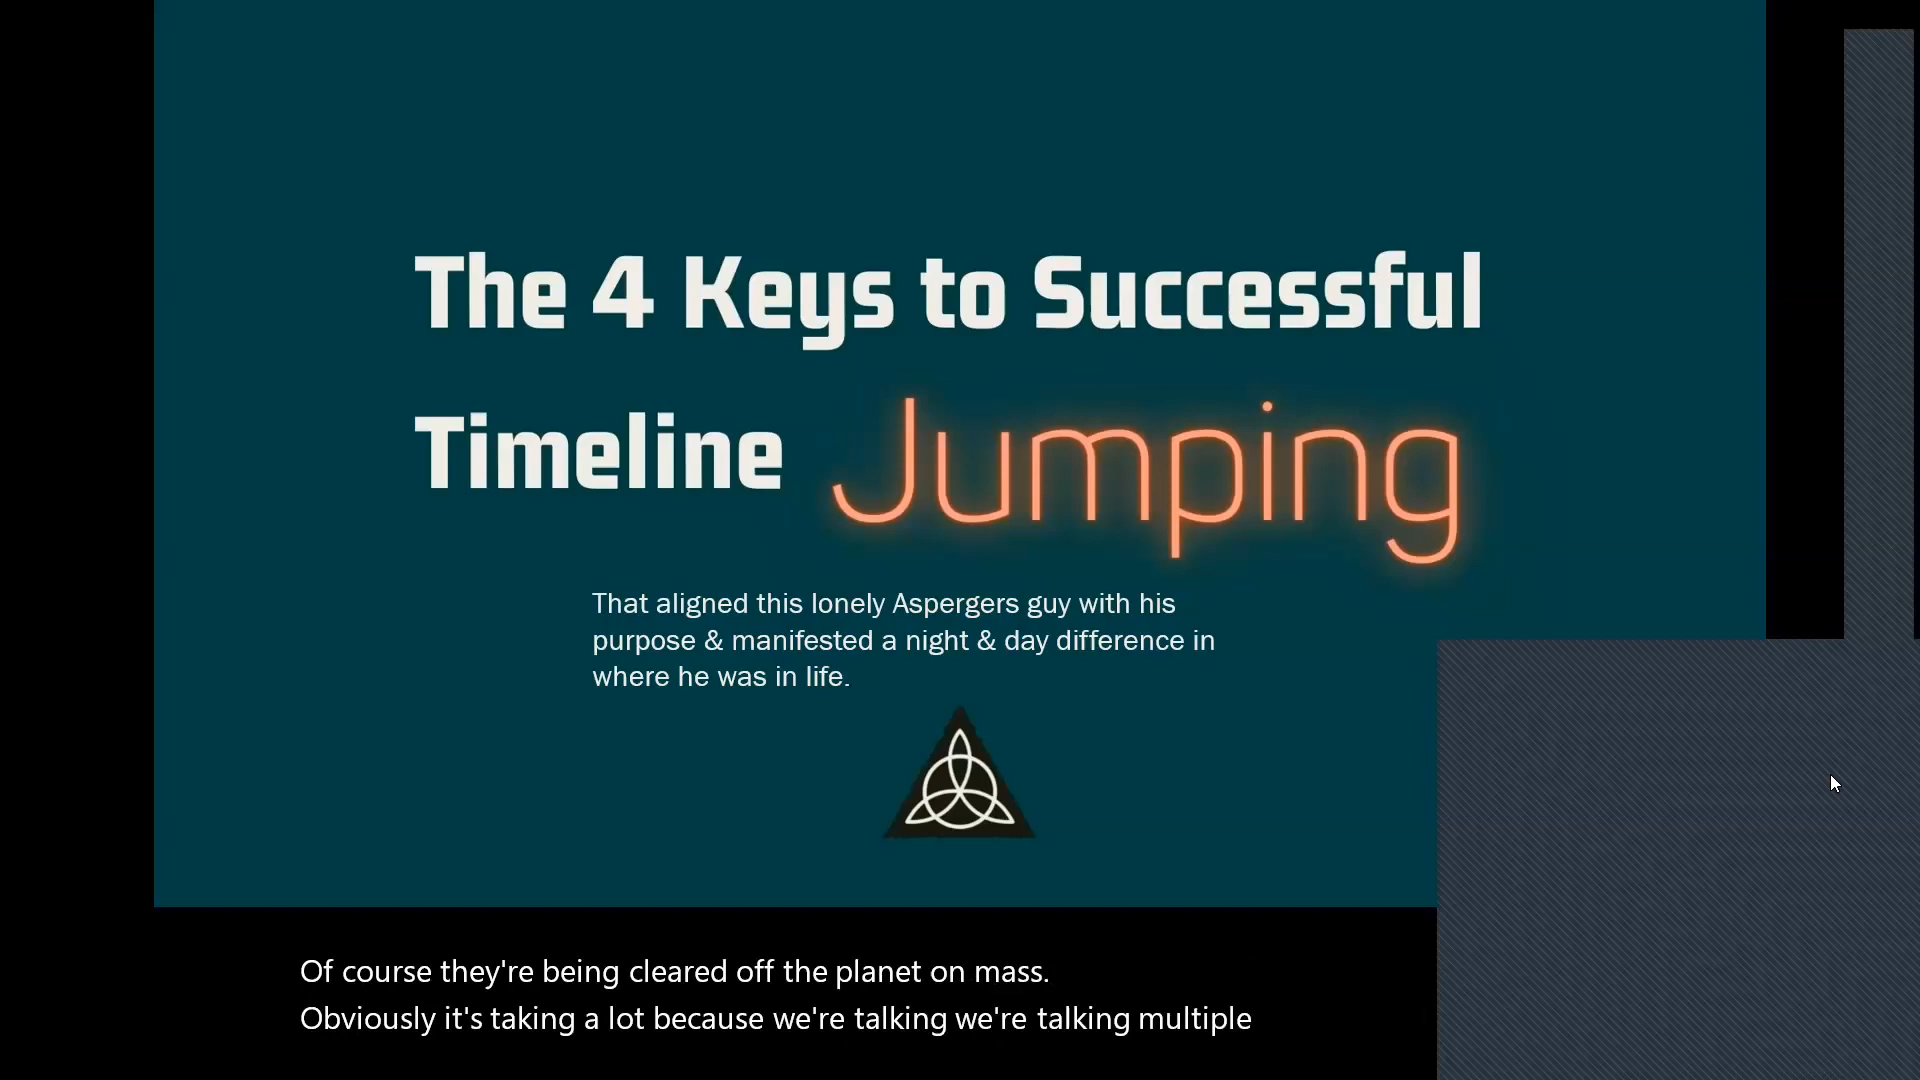 The 4 Keys to Successful
Timeline Jumping
That aligned this lonely Aspergers guy with his
purpose & manifested a night & day difference in
where he was in life.
Of course they're being cleared off the planet on mass.
Obviously it's taking a lot because we're talking we're talking multiple